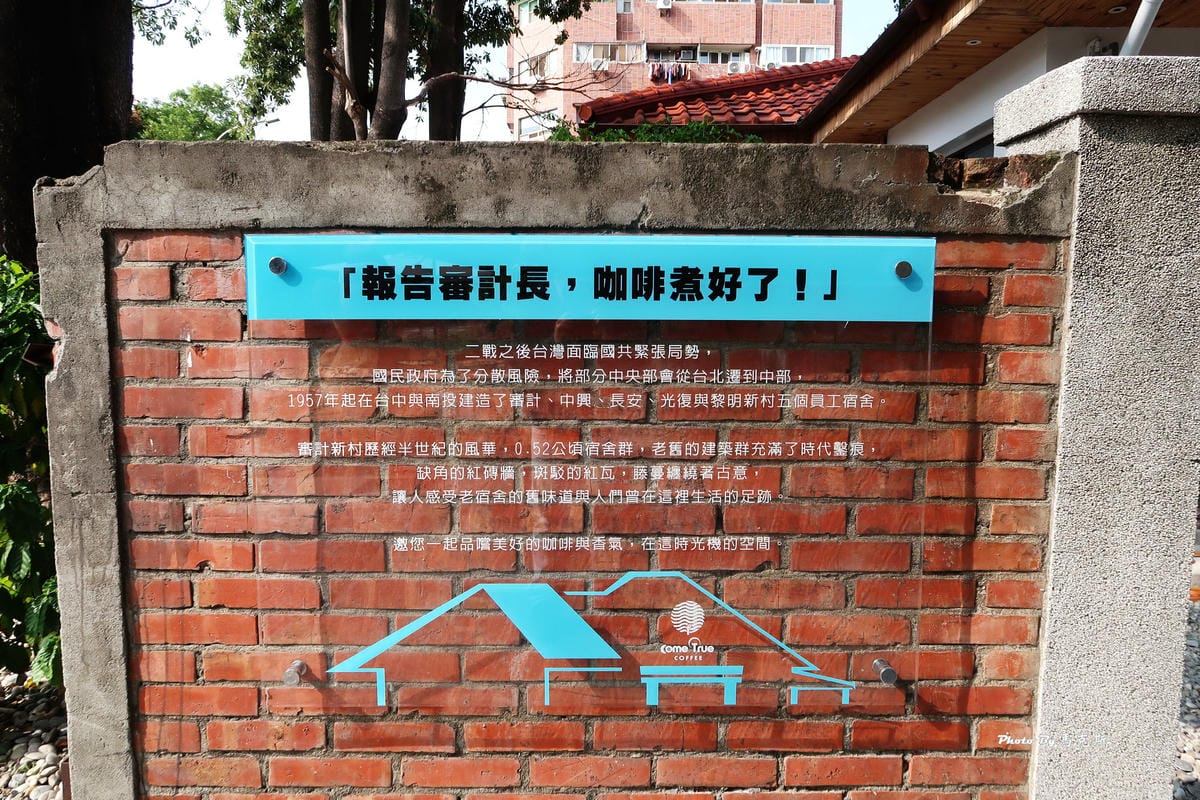 「報告審計長，咖啡煮好了！」
二戰之後台灣面臨國共緊張局勢，
國民政府為了分散風險，將部分中央部會從台北遷到中部，
1957年起在台中與南投建造了審計、中興、長安、光復與黎明新村五個員工宿舍。
審計新村歷經半世紀的風華，0.52公頃宿舍群，老舊的建築群充滿了時代鑿痕，
缺角的紅磚牆，斑駁的紅瓦，藤蔓纏繞著古意，
讓人感受老宿舍的舊味道與人們曾在這裡生活的足跡。
邀您一起品嚐美好的咖啡與香氣，在這時光機的空間。
Come True
COFFEE
Photo By